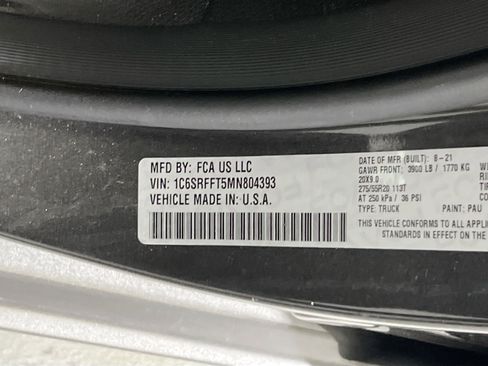 MFD BY: FCA US LLC
VIN: 1C6SRFFT5MN804393
VEHICLE MADE IN: U.S.A.
DATE OF MFR (BUILT): 8-21
GAWR FRONT: 3900 LB / 1770 KG
20X9.0
275/55R20 113T
AT 250 kPa / 36 PSI
TYPE: TRUCK PAINT: PAU
THIS VEHICLE CONFORMS TO ALL APPL
STANDARDS IN EFFECT ON THE